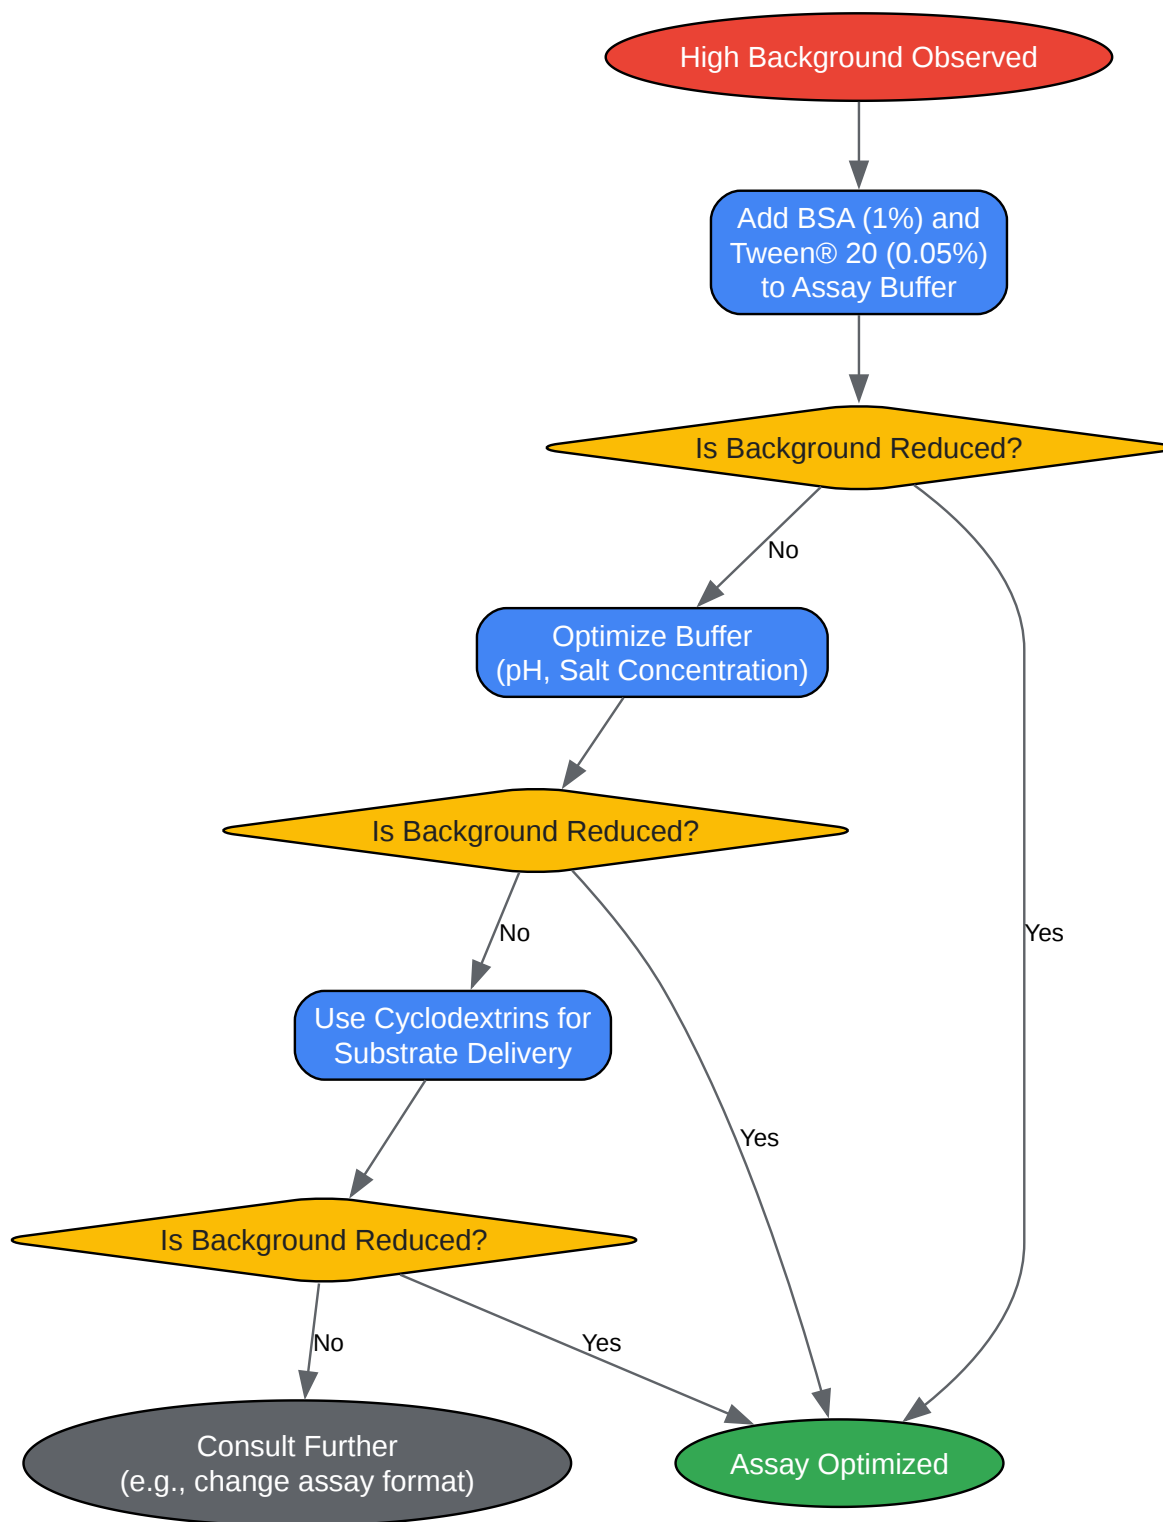 High Background Observed
Add BSA (1%) and
Tween® 20 (0.05%)
to Assay Buffer
Is Background Reduced?
No
Optimize Buffer
(pH, Salt Concentration)
Is Background Reduced?
No
Yes
Use Cyclodextrins for
Substrate Delivery
Yes
Is Background Reduced?
No
Yes
Consult Further
(e.g., change assay format)
Assay Optimized